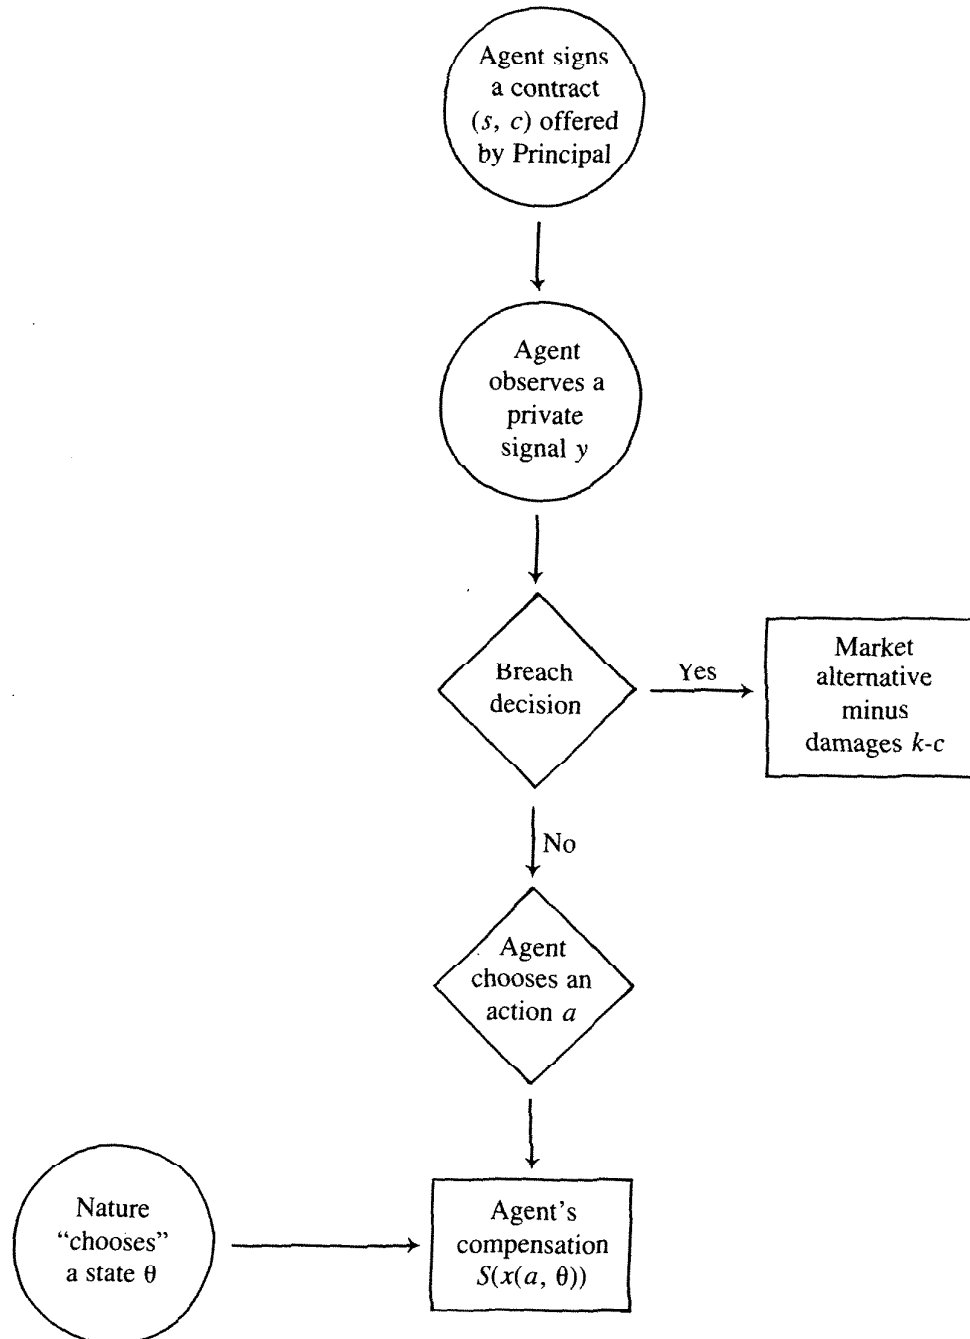 Agent signs
a contract
(s, c) offered
by Principal
Agent
observes a
private
signal y
Breach
decision
Yes
Market
alternative
minus
damages k-c
No
Agent
chooses an
action a
Nature
“chooses”
a state θ
Agent’s
compensation
S(x(a, θ))